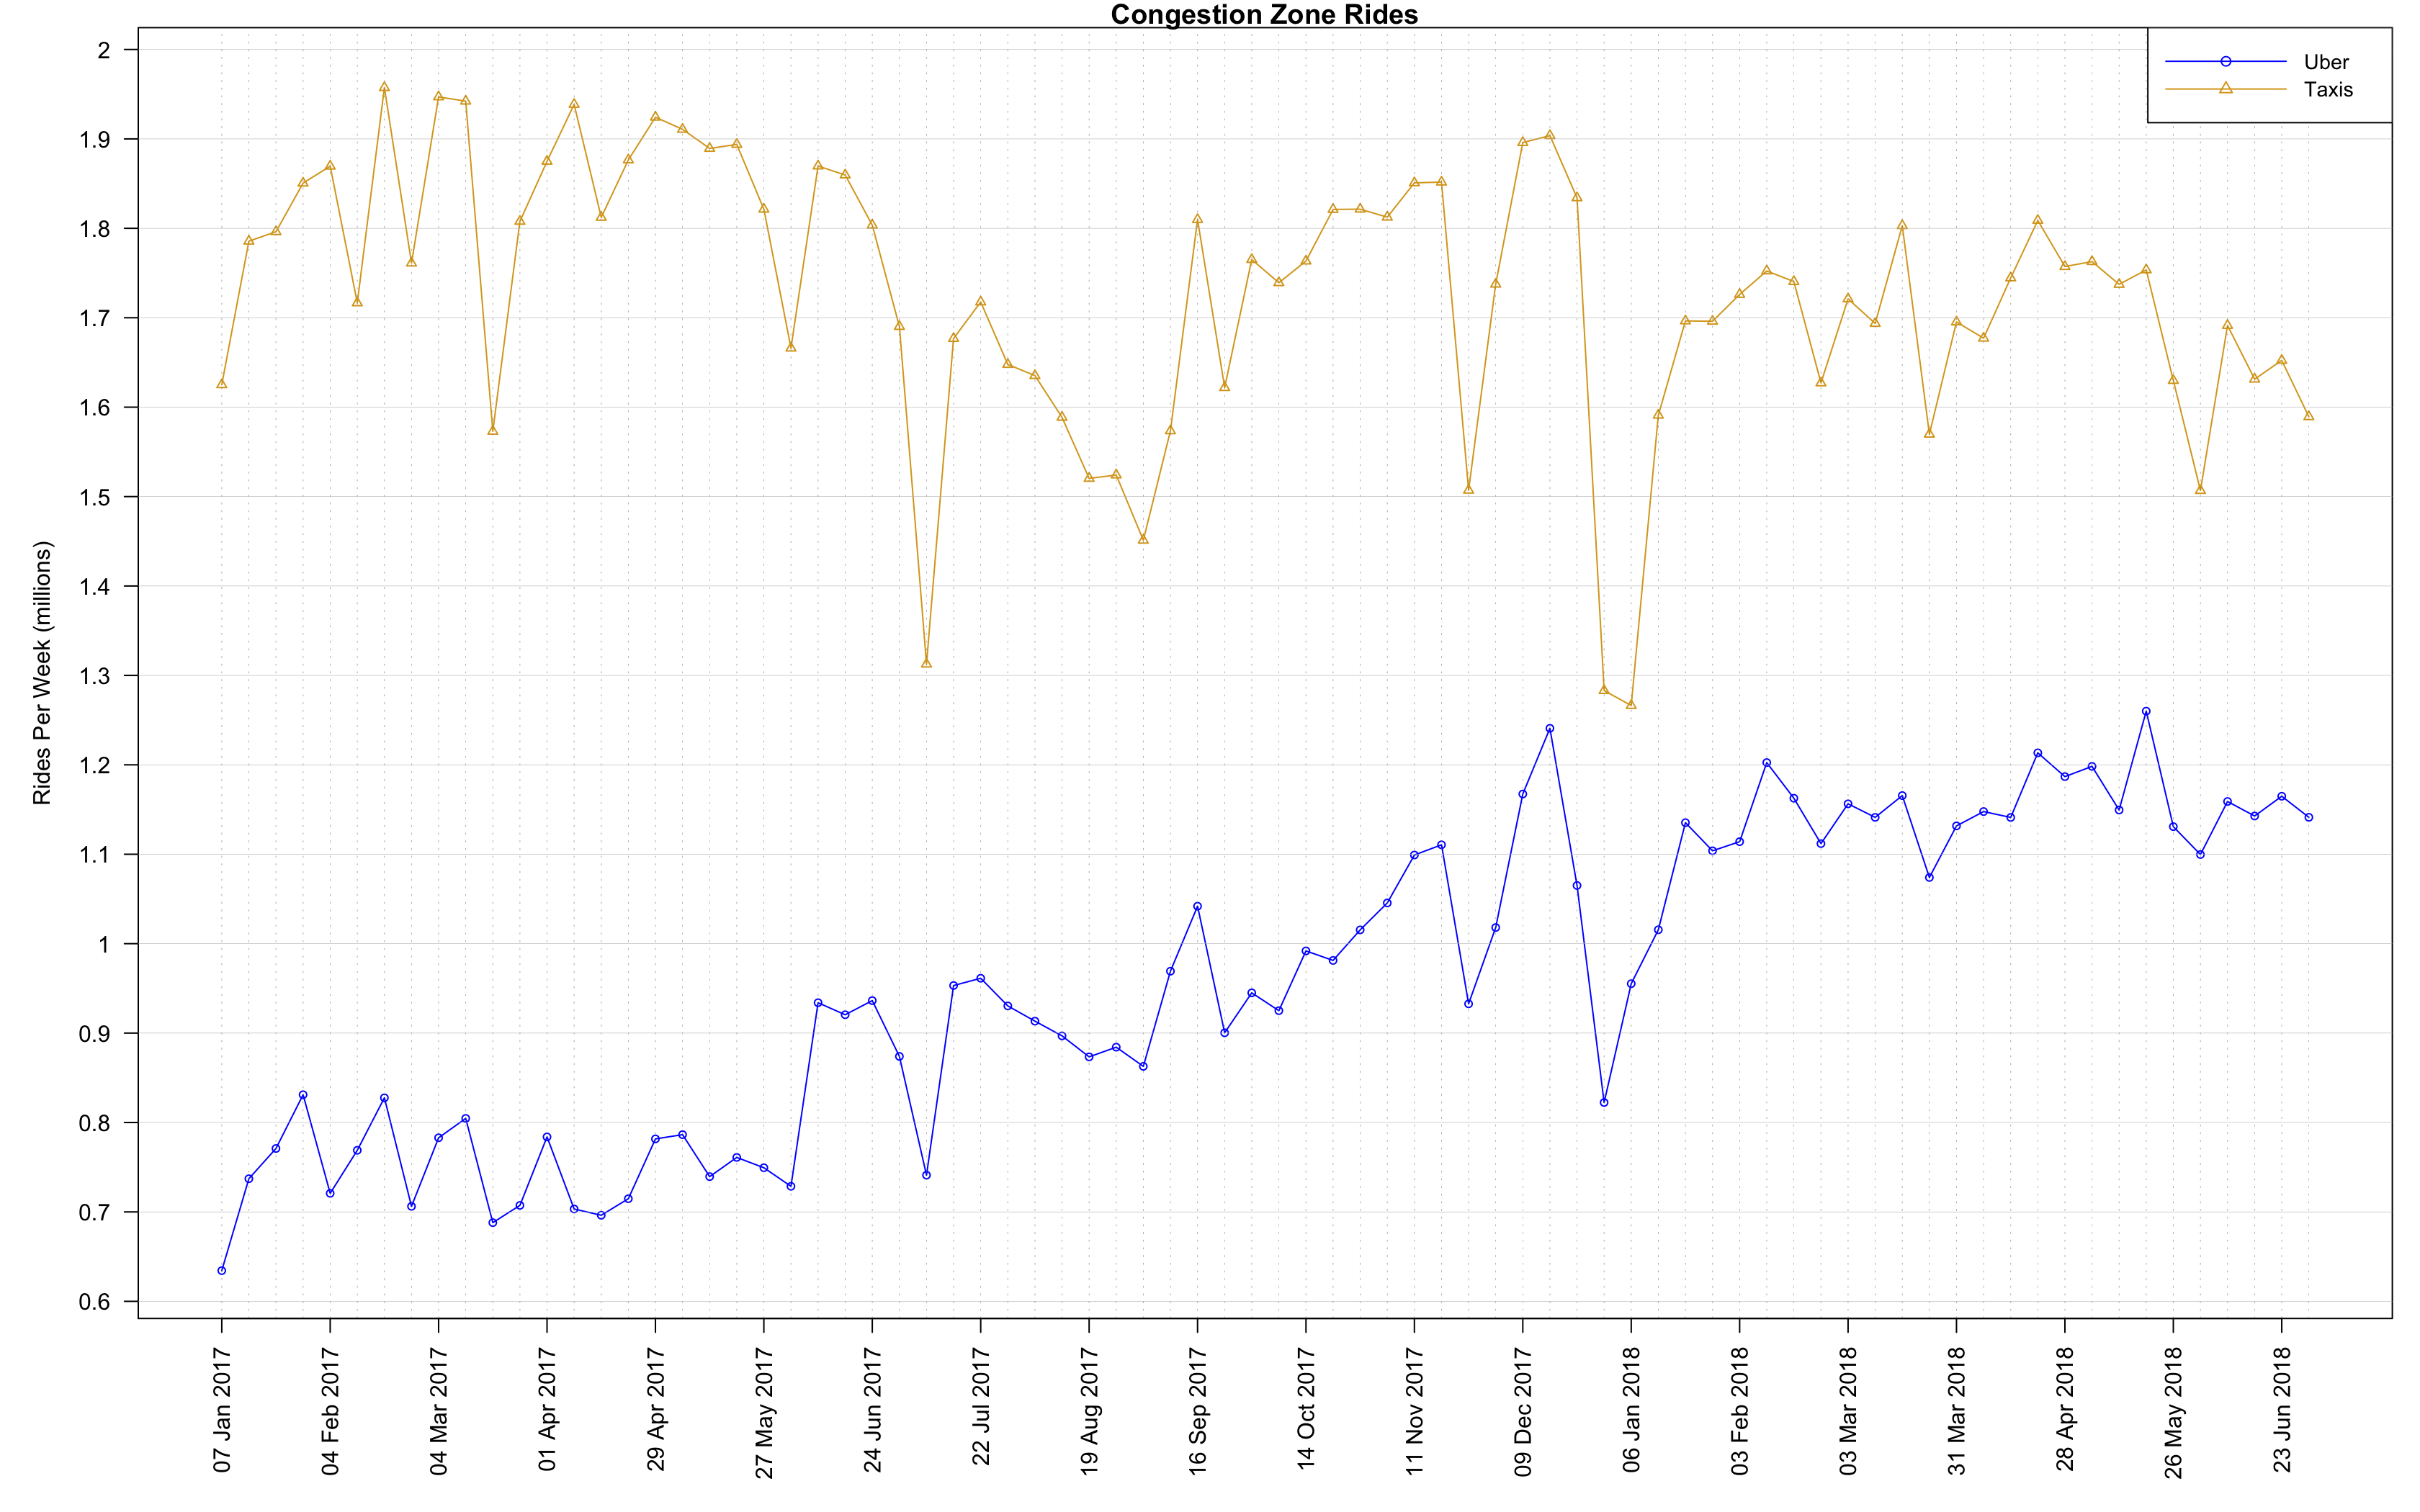 Congestion Zone Rides
Uber
Taxis
Rides Per Week (millions)
2
1.9
1.8
1.7
1.6
1.5
1.4
1.3
1.2
1.1
1
0.9
0.8
0.7
0.6
07 Jan 2017
04 Feb 2017
04 Mar 2017
01 Apr 2017
29 Apr 2017
27 May 2017
24 Jun 2017
22 Jul 2017
19 Aug 2017
16 Sep 2017
14 Oct 2017
11 Nov 2017
09 Dec 2017
06 Jan 2018
03 Feb 2018
03 Mar 2018
31 Mar 2018
28 Apr 2018
26 May 2018
23 Jun 2018